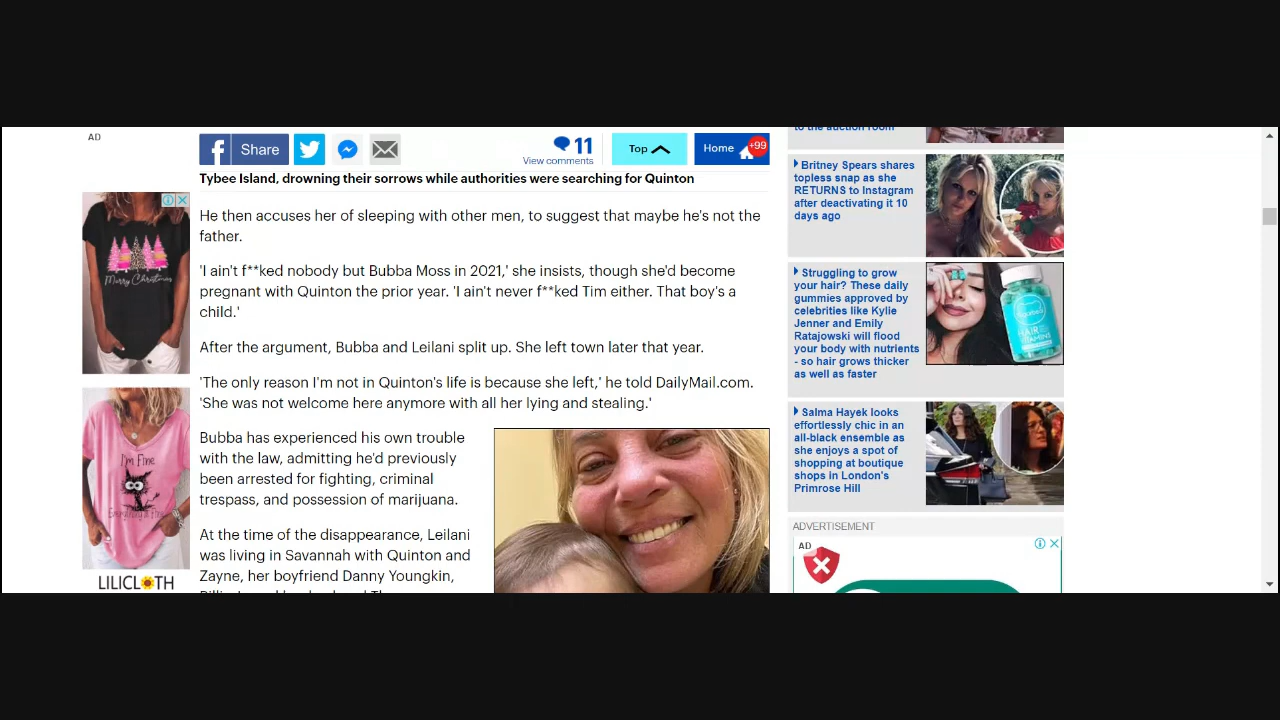 AD
Share
11
View comments
Top
Home
+99
Tybee Island, drowning their sorrows while authorities were searching for Quinton
He then accuses her of sleeping with other men, to suggest that maybe he's not the
father.
'I ain't f**ked nobody but Bubba Moss in 2021,' she insists, though she'd become
pregnant with Quinton the prior year. 'I ain't never f**ked Tim either. That boy's a
child.'
After the argument, Bubba and Leilani split up. She left town later that year.
'The only reason I'm not in Quinton's life is because she left,' he told DailyMail.com.
'She was not welcome here anymore with all her lying and stealing.'
Bubba has experienced his own trouble
with the law, admitting he'd previously
been arrested for fighting, criminal
trespass, and possession of marijuana.
At the time of the disappearance, Leilani
was living in Savannah with Quinton and
Zayne, her boyfriend Danny Youngkin,
Merry Christmas
I'm Fine
LILICLOTH
to the auction room
Britney Spears shares
topless snap as she
RETURNS to Instagram
after deactivating it 10
days ago
Struggling to grow
your hair? These daily
gummies approved by
celebrities like Kylie
Jenner and Emily
Ratajowski will flood
your body with nutrients
- so hair grows thicker
as well as faster
HAIR
VITAMINS
Salma Hayek looks
effortlessly chic in an
all-black ensemble as
she enjoys a spot of
shopping at boutique
shops in London's
Primrose Hill
ADVERTISEMENT
AD